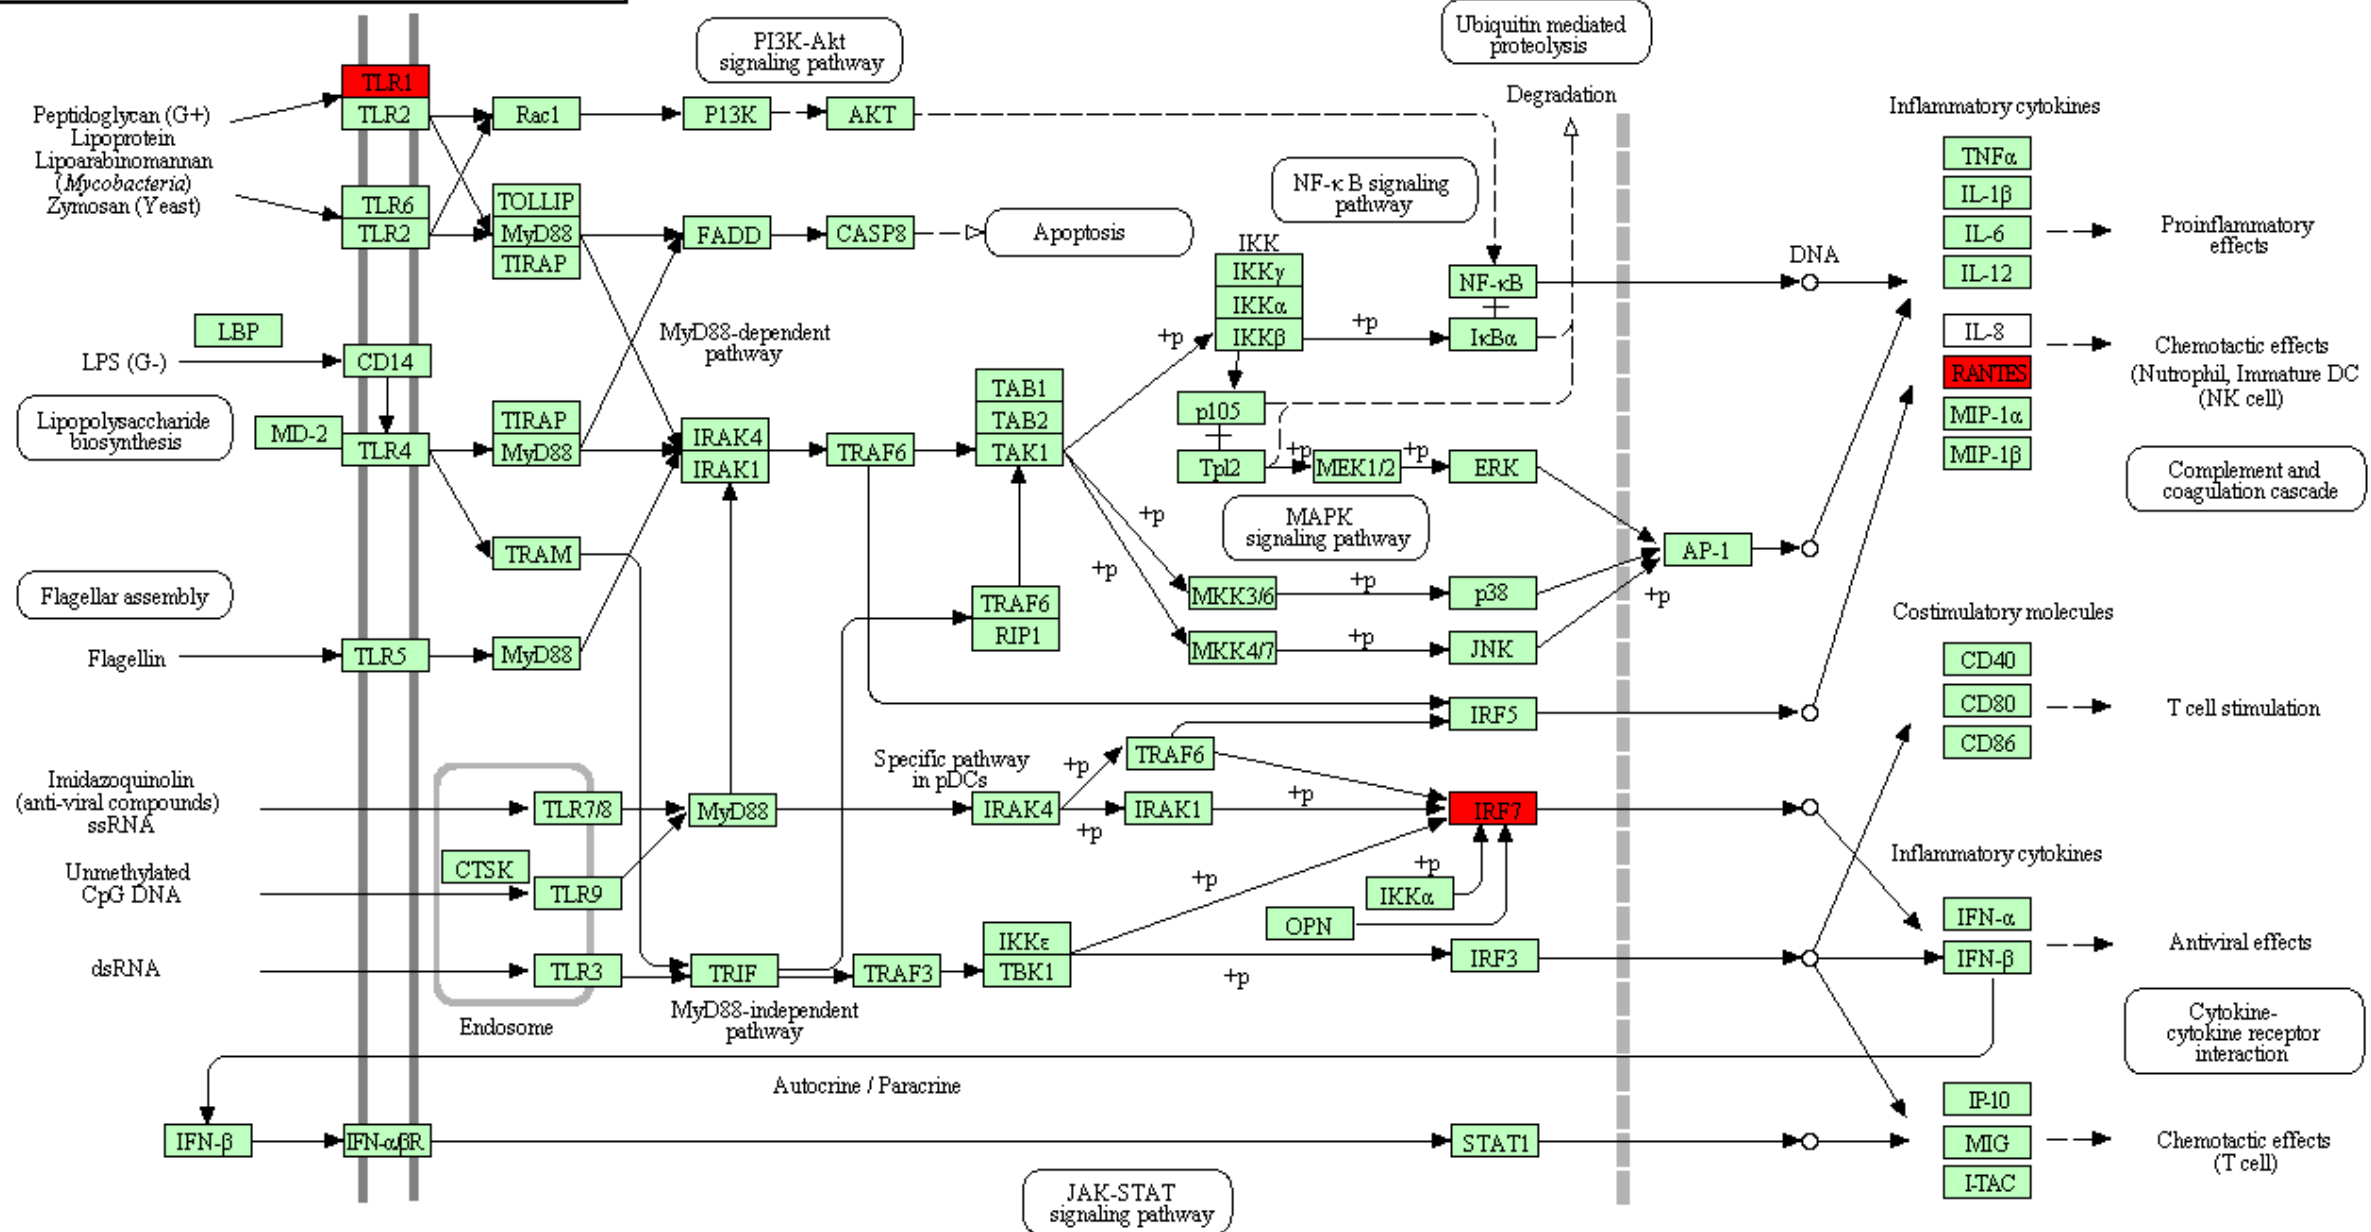 PI3K-Akt
signaling pathway
Ubiquitin mediated
proteolysis
Degradation
TLR1
TLR2
Rac1
P13K
AKT
Peptidoglycan (G+)
Lipoprotein
Lipoarabinomannan
(Mycobacteria)
Zymosan (Yeast)
TLR6
TLR2
TOLLIP
MyD88
TIRAP
FADD
CASP8
Apoptosis
NF-κB signaling
pathway
IKK
IKKγ
IKKα
IKKβ
NF-κB
IκBα
+p
+p
DNA
Inflammatory cytokines
TNFα
IL-1β
IL-6
IL-12
Proinflammatory
effects
IL-8
RANTES
MIP-1α
MIP-1β
Chemotactic effects
(Nutrophil, Immature DC
(NK cell)
Complement and
coagulation cascade
LBP
LPS (G-)
CD14
MyD88-dependent
pathway
Lipopolysaccharide
biosynthesis
MD-2
TLR4
TIRAP
MyD88
IRAK4
IRAK1
TRAF6
TAB1
TAB2
TAK1
p105
Tpl2
+p
MEK1/2
+p
ERK
MAPK
signaling pathway
+p
+p
AP-1
TRAM
Flagellar assembly
TRAF6
RIP1
MKK3/6
+p
p38
+p
MKK4/7
+p
JNK
Flagellin
TLR5
MyD88
Costimulatory molecules
CD40
CD80
CD86
T cell stimulation
IRF5
Specific pathway
in pDCs
+p
TRAF6
Imidazoquinolin
(anti-viral compounds)
ssRNA
TLR7/8
MyD88
IRAK4
+p
IRAK1
+p
IRF7
Unmethylated
CpG DNA
CTSK
TLR9
+p
+p
IKKα
OPN
Inflammatory cytokines
IFN-α
IFN-β
Antiviral effects
dsRNA
TLR3
TRIF
TRAF3
IKKε
TBK1
+p
IRF3
Endosome
MyD88-independent
pathway
Cytokine-
cytokine receptor
interaction
Autocrine / Paracrine
IFN-β
IFN-αβR
STAT1
IP-10
MIG
I-TAC
Chemotactic effects
(T cell)
JAK-STAT
signaling pathway